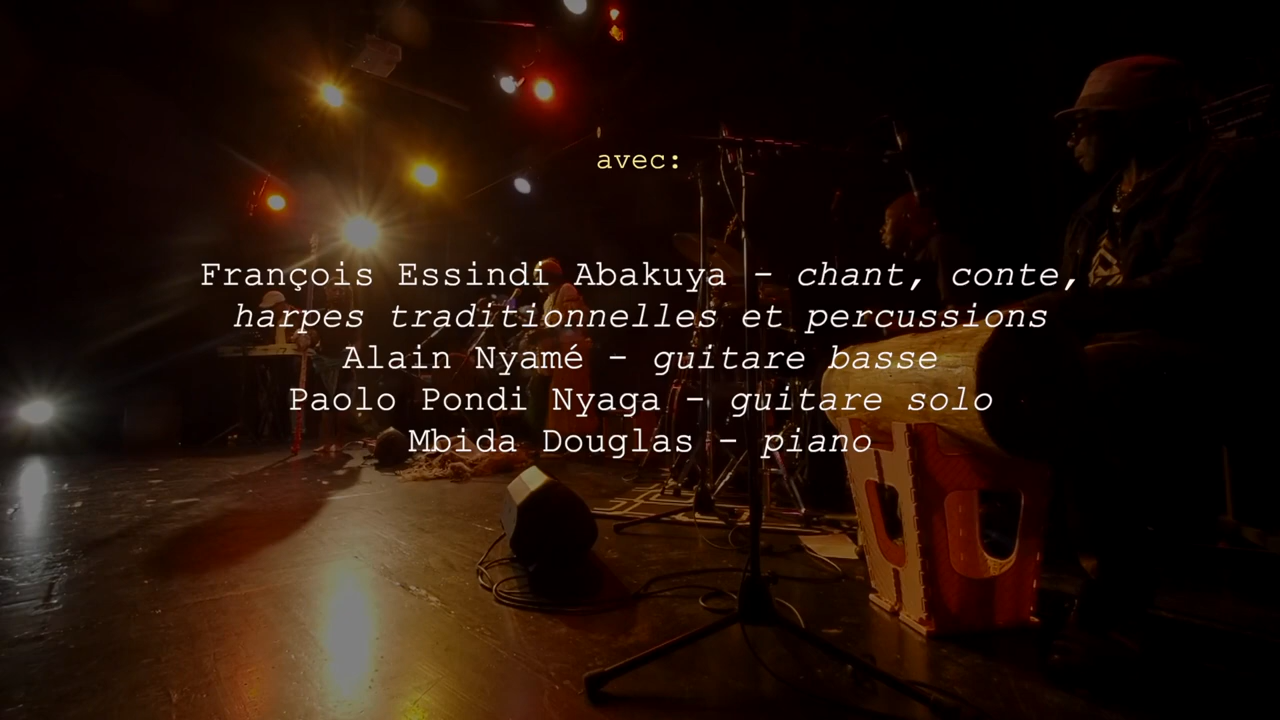 avec:
François Essindi Abakuya - chant, conte,
harpes traditionnelles et percussions
Alain Nyamé - guitare basse
Paolo Pondi Nyaga - guitare solo
Mbida Douglas - piano